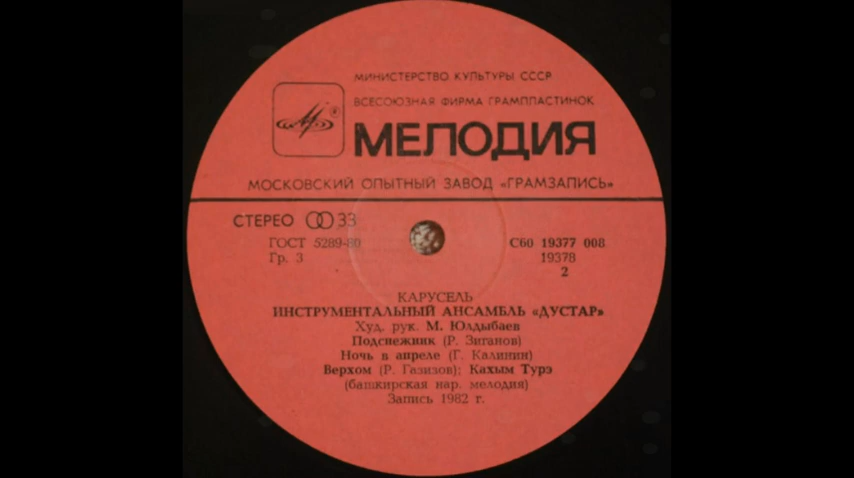 МИНИСТЕРСТВО КУЛЬТУРЫ СССР
ВСЕСОЮЗНАЯ ФИРМА ГРАМПЛАСТИНОК
МЕЛОДИЯ
МОСКОВСКИЙ ОПЫТНЫЙ ЗАВОД «ГРАМЗАПИСЬ»
СТЕРЕО 33
ГОСТ 5289-80 С60 19377 008
Гр. 3 19378
2
КАРУСЕЛЬ
ИНСТРУМЕНТАЛЬНЫЙ АНСАМБЛЬ «ДУСТАР»
Худ. рук. М. Юлдыбаев
Подснежник (Р. Зиганов)
Ночь в апреле (Г. Калинин)
Верхом (Р. Газизов); Кахым Турэ
(башкирская нар. мелодия)
Запись 1982 г.